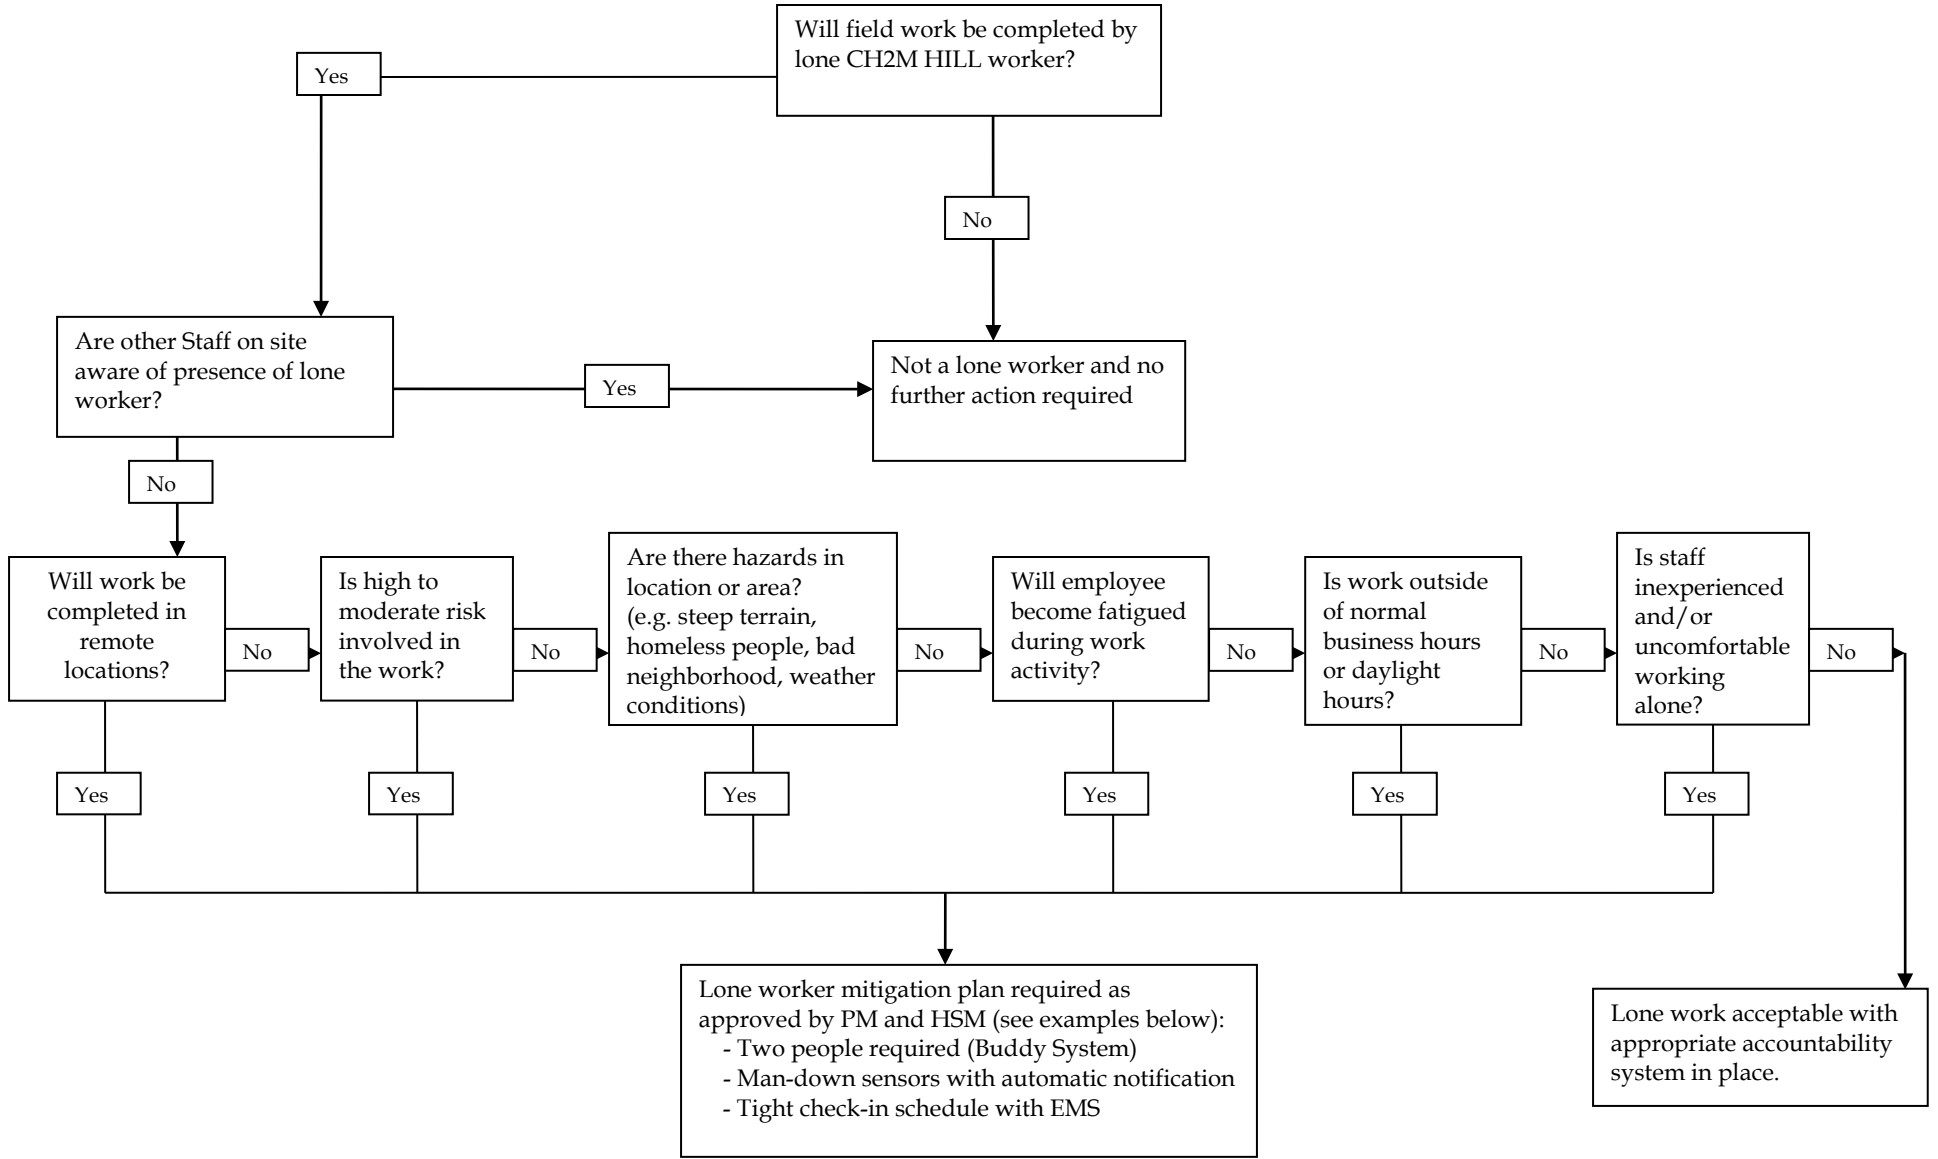 Will field work be completed by
lone CH2M HILL worker?
Yes
No
Are other Staff on site
aware of presence of lone
worker?
Yes
Not a lone worker and no
further action required
No
Will work be
completed in
remote
locations?
No
Is high to
moderate risk
involved in
the work?
No
Are there hazards in
location or area?
(e.g. steep terrain,
homeless people, bad
neighborhood, weather
conditions)
No
Will employee
become fatigued
during work
activity?
No
Is work outside
of normal
business hours
or daylight
hours?
No
Is staff
inexperienced
and/or
uncomfortable
working
alone?
No
Yes
Yes
Yes
Yes
Yes
Yes
Lone worker mitigation plan required as
approved by PM and HSM (see examples below):
- Two people required (Buddy System)
- Man-down sensors with automatic notification
- Tight check-in schedule with EMS
Lone work acceptable with
appropriate accountability
system in place.